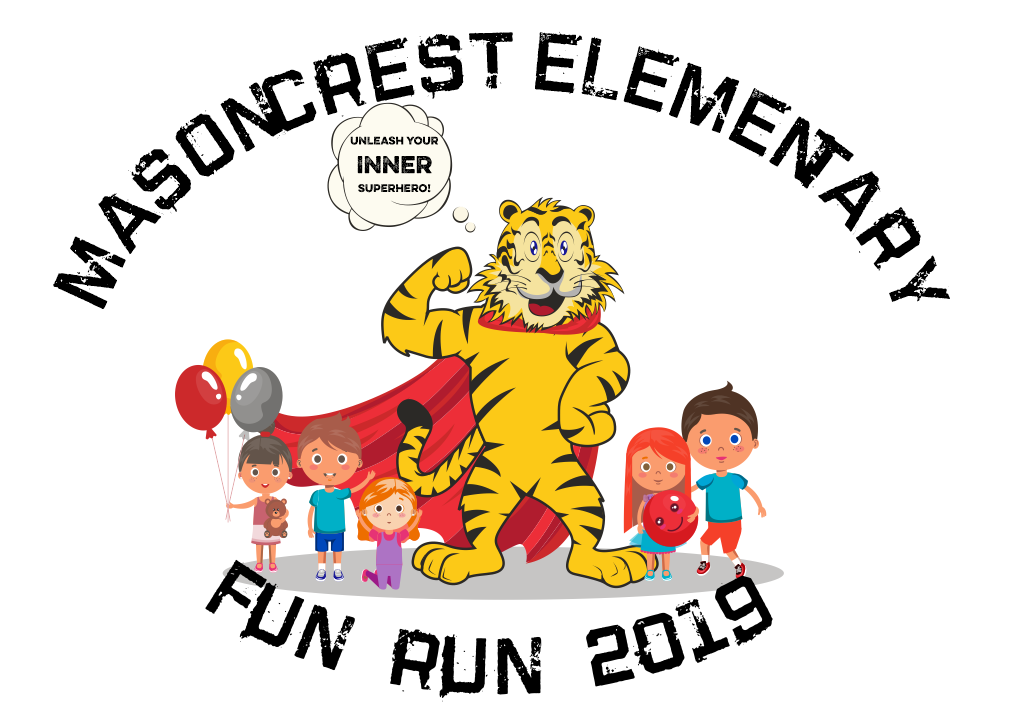 MASONCREST ELEMENTARY
UNLEASH YOUR
INNER
SUPERHERO!
FUN RUN 2019